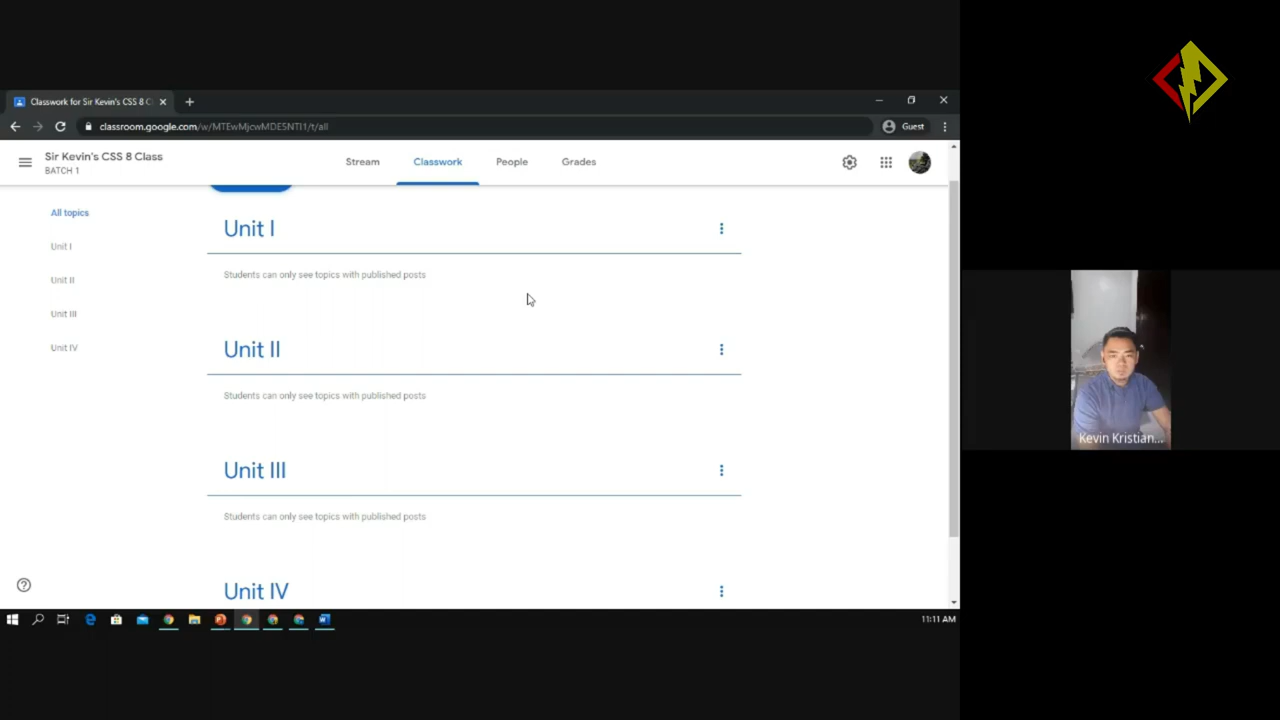 Classwork for Sir Kevin's CSS 8 C
classroom.google.com/w/MTEwMjcwMDE5NTI1/t/all
Guest
Sir Kevin's CSS 8 Class
BATCH 1
Stream
Classwork
People
Grades
All topics
Unit I
Unit II
Unit III
Unit IV
Unit I
Students can only see topics with published posts
Unit II
Students can only see topics with published posts
Unit III
Students can only see topics with published posts
Unit IV
11:11 AM
Kevin Kristian...